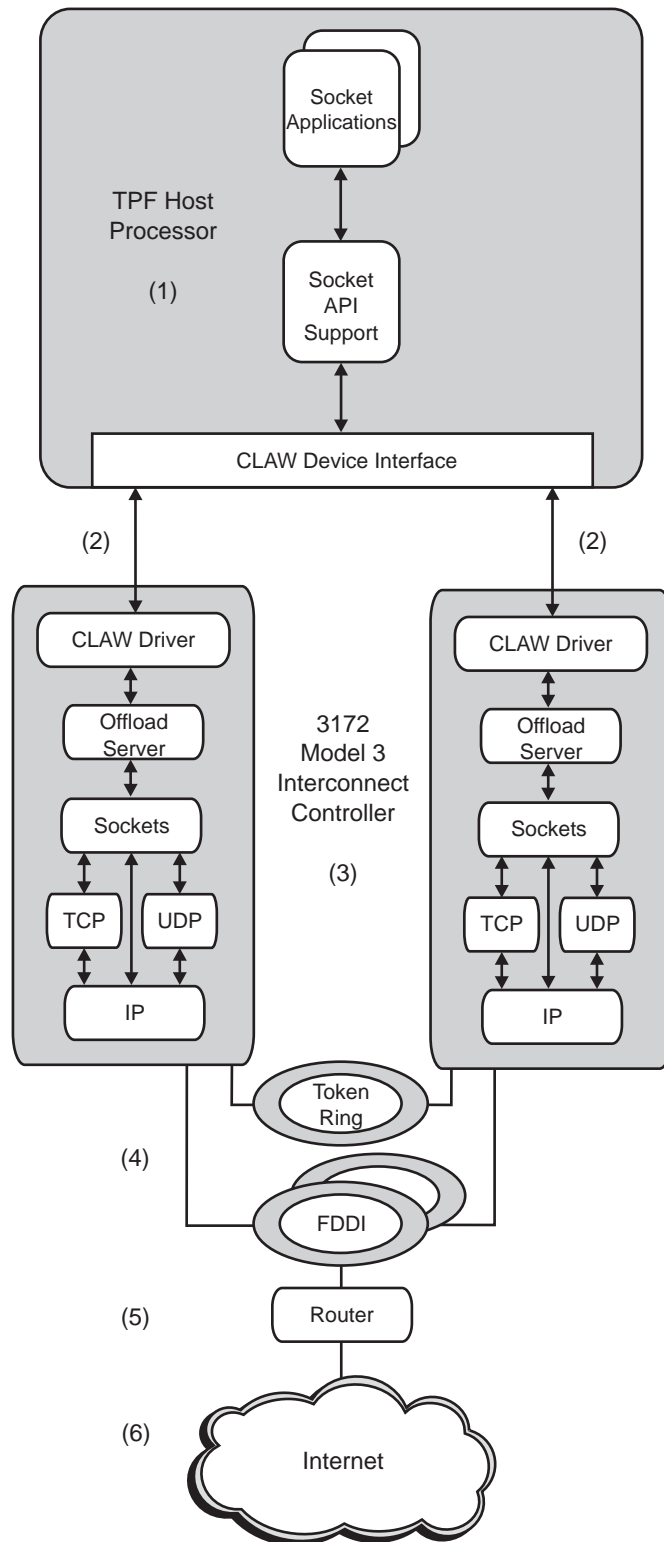 Socket
Applications
TPF Host
Processor
(1)
Socket
API
Support
CLAW Device Interface
(2)
(2)
CLAW Driver
Offload
Server
Sockets
TCP
UDP
IP
3172
Model 3
Interconnect
Controller
(3)
CLAW Driver
Offload
Server
Sockets
TCP
UDP
IP
Token
Ring
(4)
FDDI
(5)
Router
(6)
Internet